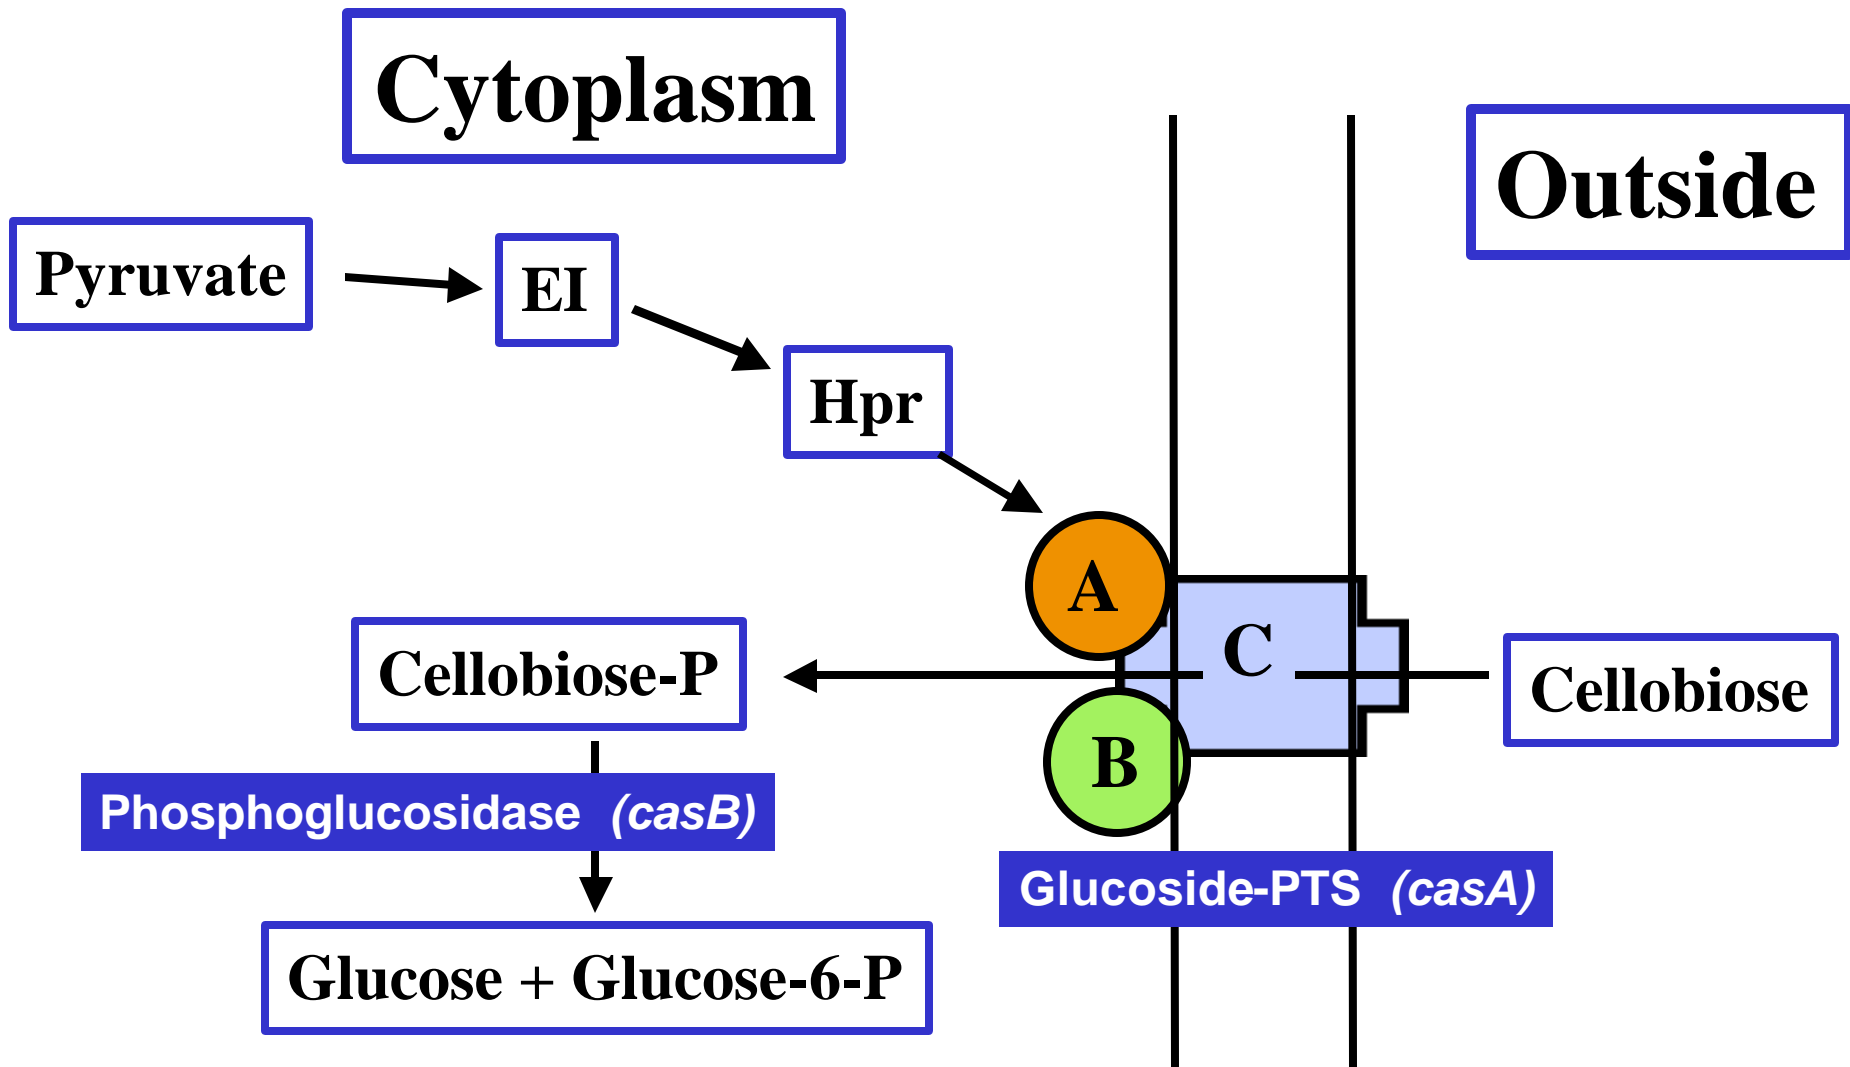 Cytoplasm
Outside
Pyruvate
EI
Hpr
A
C
Cellobiose-P
Cellobiose
B
Phosphoglucosidase (casB)
Glucoside-PTS (casA)
Glucose + Glucose-6-P